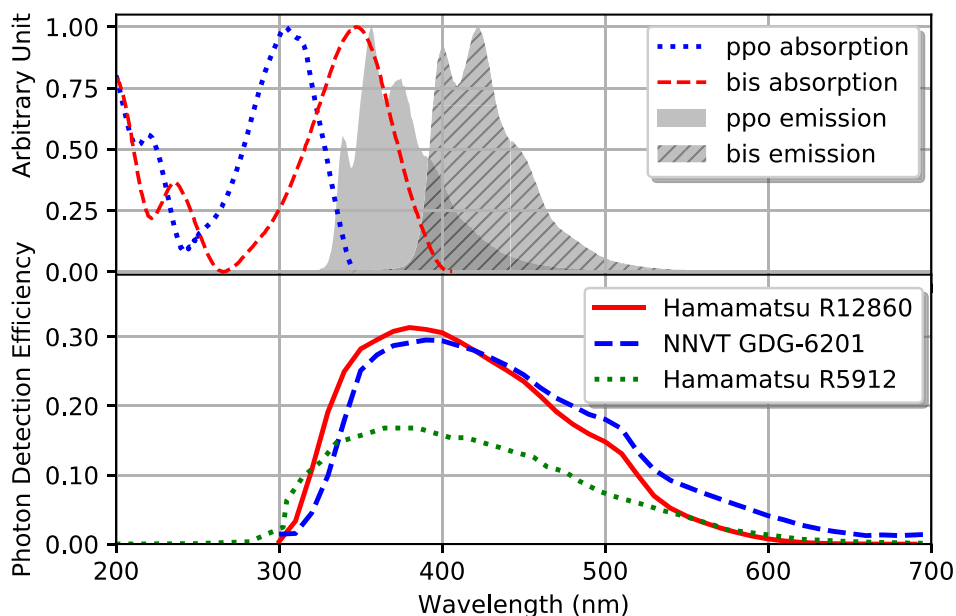 Arbitrary Unit
1.00
0.75
0.50
0.25
0.00
ppo absorption
bis absorption
ppo emission
bis emission
Photon Detection Efficiency
0.30
0.20
0.10
0.00
Hamamatsu R12860
NNVT GDG-6201
Hamamatsu R5912
200 300 400 500 600 700
Wavelength (nm)